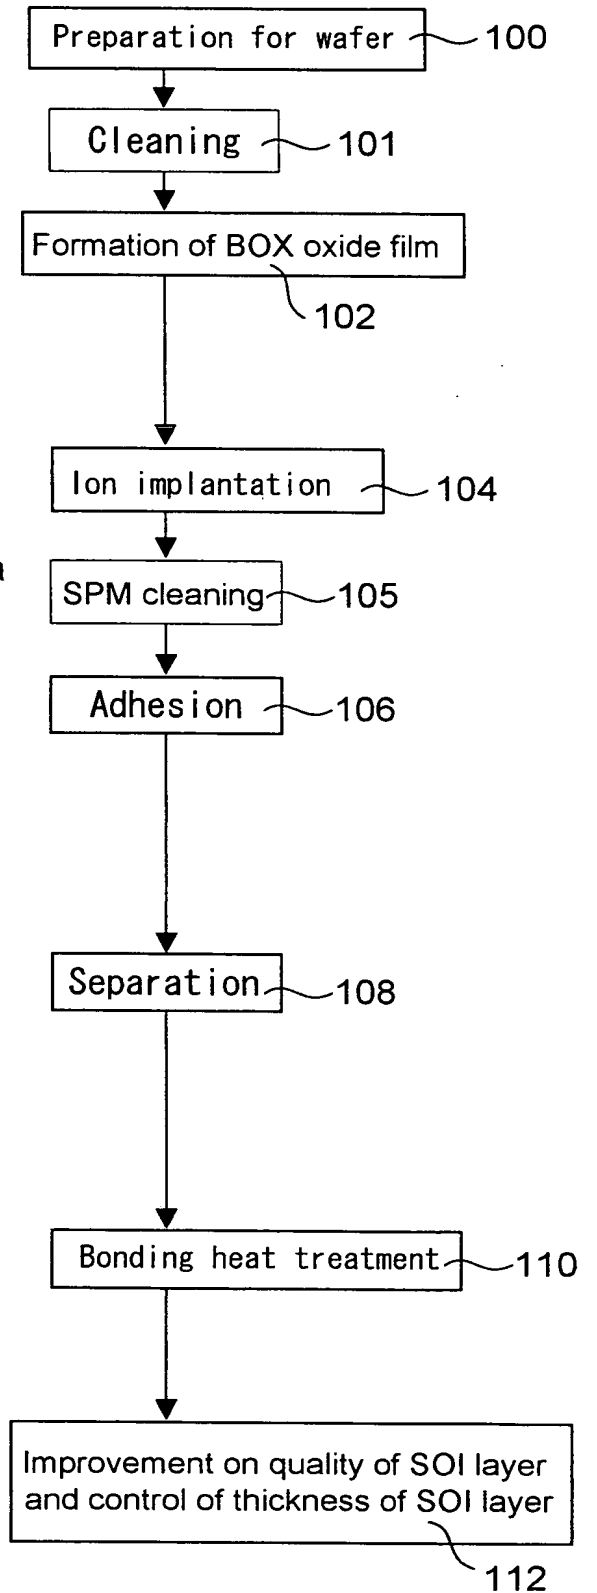 Preparation for wafer 100
Cleaning 101
Formation of BOX oxide film
102
Ion implantation 104
SPM cleaning 105
Adhesion 106
Separation 108
Bonding heat treatment 110
Improvement on quality of SOI layer
and control of thickness of SOI layer
112